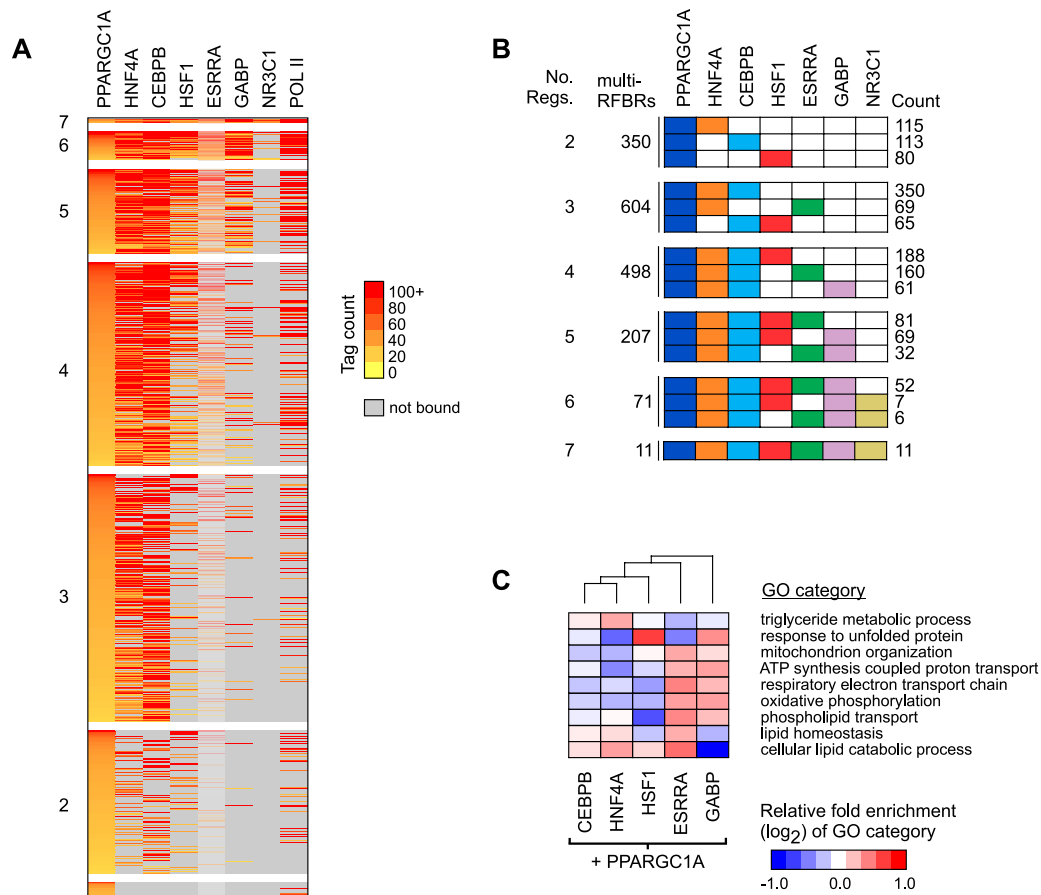 A
PPARGC1A
HNF4A
CEBPB
HSF1
ESRRA
GABP
NR3C1
POL II
7
6
5
4
3
2
Tag count
100+
80
60
40
20
0
not bound
B
No. Regs.
multi-RFBRs
PPARGC1A
HNF4A
CEBPB
HSF1
ESRRA
GABP
NR3C1
Count
2 350
115
113
80
3 604
350
69
65
4 498
188
160
61
5 207
81
69
32
6 71
52
7
6
7 11 11
C
GO category
triglyceride metabolic process
response to unfolded protein
mitochondrion organization
ATP synthesis coupled proton transport
respiratory electron transport chain
oxidative phosphorylation
phospholipid transport
lipid homeostasis
cellular lipid catabolic process
CEBPB
HNF4A
HSF1
ESRRA
GABP
+ PPARGC1A
Relative fold enrichment
(log2) of GO category
-1.0 0.0 1.0